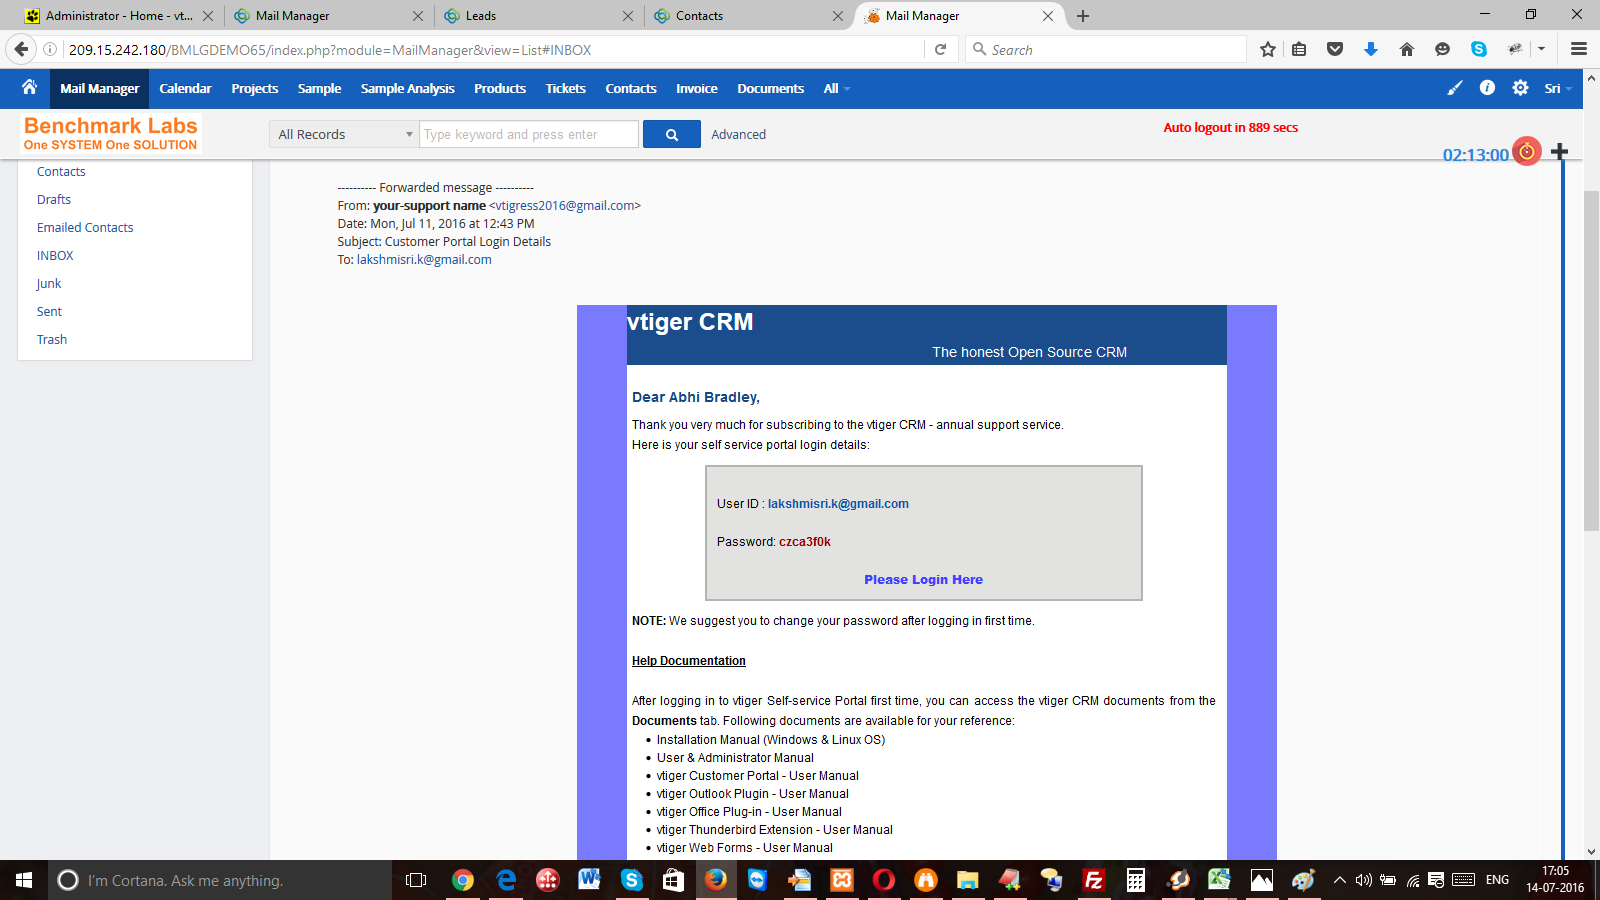 Administrator - Home - vt...
Mail Manager
Leads
Contacts
Mail Manager
209.15.242.180/BMLGDEMO65/index.php?module=MailManager&view=List#INBOX
Search
Mail Manager
Calendar
Projects
Sample
Sample Analysis
Products
Tickets
Contacts
Invoice
Documents
All
Sri
Benchmark Labs
One SYSTEM One SOLUTION
All Records
Type keyword and press enter
Advanced
Auto logout in 889 secs
02:13:00
Contacts
Drafts
Emailed Contacts
INBOX
Junk
Sent
Trash
---------- Forwarded message ----------
From: your-support name <vtigress2016@gmail.com>
Date: Mon, Jul 11, 2016 at 12:43 PM
Subject: Customer Portal Login Details
To: lakshmisri.k@gmail.com
vtiger CRM
The honest Open Source CRM
Dear Abhi Bradley,
Thank you very much for subscribing to the vtiger CRM - annual support service.
Here is your self service portal login details:
User ID : lakshmisri.k@gmail.com
Password: czca3f0k
Please Login Here
NOTE: We suggest you to change your password after logging in first time.
Help Documentation
After logging in to vtiger Self-service Portal first time, you can access the vtiger CRM documents from the
Documents tab. Following documents are available for your reference:
• Installation Manual (Windows & Linux OS)
• User & Administrator Manual
• vtiger Customer Portal - User Manual
• vtiger Outlook Plugin - User Manual
• vtiger Office Plug-in - User Manual
• vtiger Thunderbird Extension - User Manual
• vtiger Web Forms - User Manual
I'm Cortana. Ask me anything.
ENG
17:05
14-07-2016